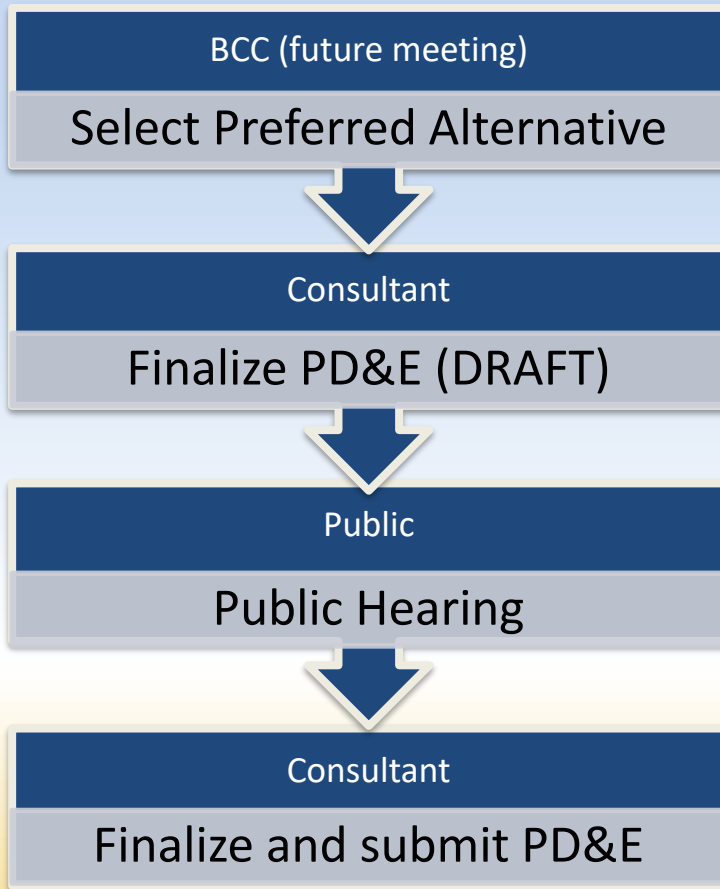 BCC (future meeting)
Select Preferred Alternative
Consultant
Finalize PD&E (DRAFT)
Public
Public Hearing
Consultant
Finalize and submit PD&E